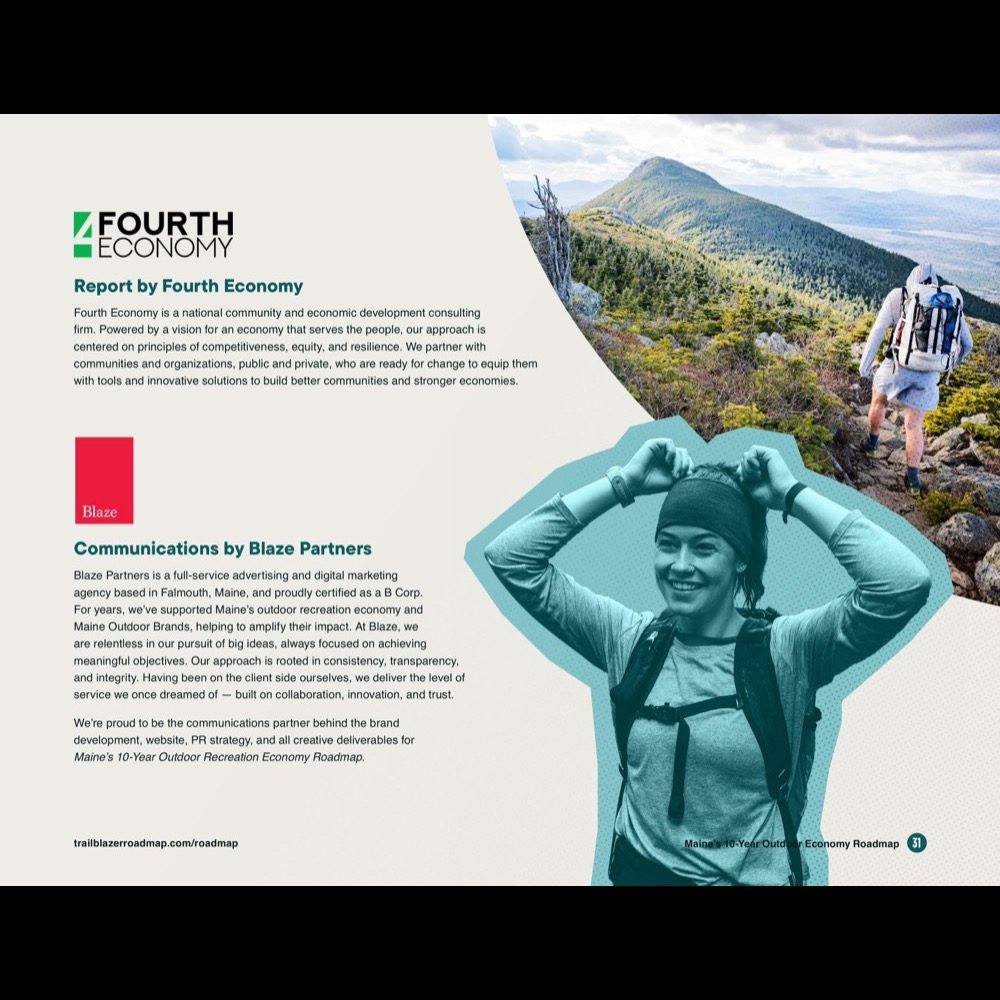 4 FOURTH
ECONOMY
Report by Fourth Economy
Fourth Economy is a national community and economic development consulting
firm. Powered by a vision for an economy that serves the people, our approach is
centered on principles of competitiveness, equity, and resilience. We partner with
communities and organizations, public and private, who are ready for change to equip them
with tools and innovative solutions to build better communities and stronger economies.
Blaze
Communications by Blaze Partners
Blaze Partners is a full-service advertising and digital marketing
agency based in Falmouth, Maine, and proudly certified as a B Corp.
For years, we've supported Maine's outdoor recreation economy and
Maine Outdoor Brands, helping to amplify their impact. At Blaze, we
are relentless in our pursuit of big ideas, always focused on achieving
meaningful objectives. Our approach is rooted in consistency, transparency,
and integrity. Having been on the client side ourselves, we deliver the level of
service we once dreamed of — built on collaboration, innovation, and trust.
We're proud to be the communications partner behind the brand
development, website, PR strategy, and all creative deliverables for
Maine's 10-Year Outdoor Recreation Economy Roadmap.
trailblazerroadmap.com/roadmap
Maine's 10-Year Outdoor Economy Roadmap 31